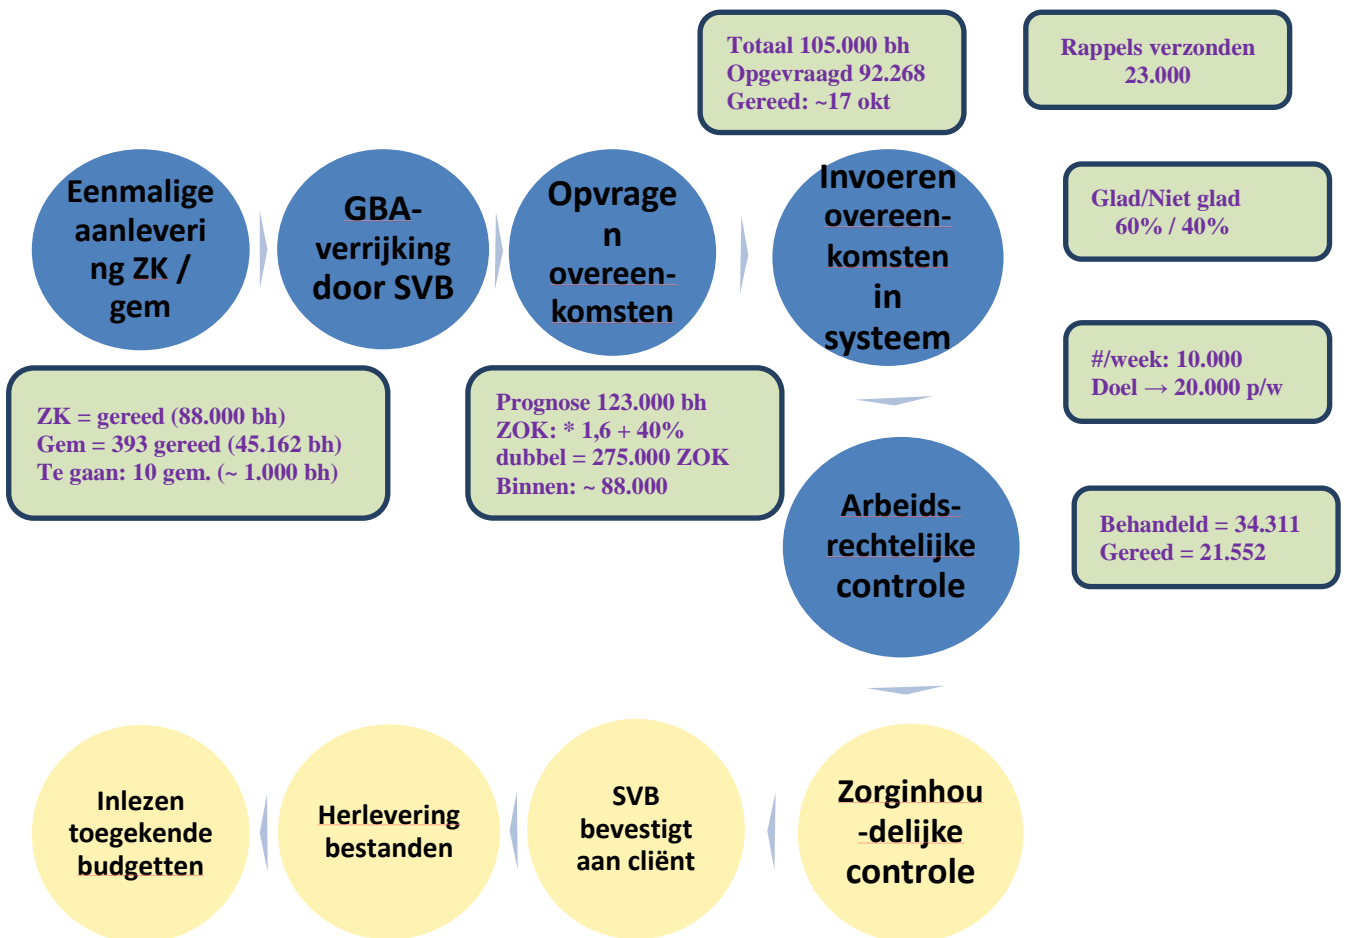 Totaal 105.000 bh
Opgevraagd 92.268
Gereed: ~17 okt
Rappels verzonden
23.000
Eenmalige
aanleveri
ng ZK /
gem
GBA-
verrijking
door SVB
Opvrage
n
overeen-
komsten
Invoeren
overeen-
komsten
in
systeem
Glad/Niet glad
60% / 40%
#/week: 10.000
Doel → 20.000 p/w
ZK = gereed (88.000 bh)
Gem = 393 gereed (45.162 bh)
Te gaan: 10 gem. (~ 1.000 bh)
Prognose 123.000 bh
ZOK: * 1,6 + 40%
dubbel = 275.000 ZOK
Binnen: ~ 88.000
Arbeids-
rechtelijke
controle
Behandeld = 34.311
Gereed = 21.552
Zorginhou
-delijke
controle
SVB
bevestigt
aan cliënt
Herlevering
bestanden
Inlezen
toegekende
budgetten